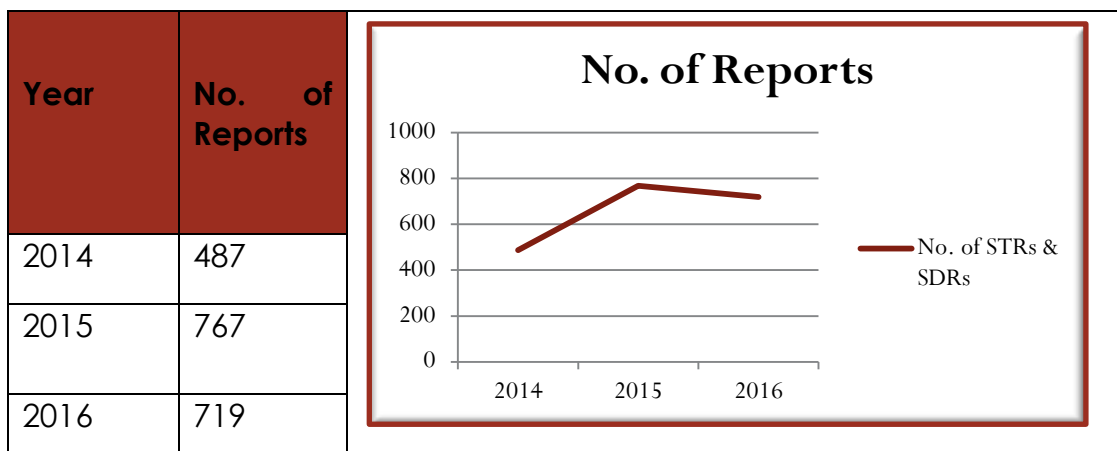 Year
No. of
Reports
2014
487
2015
767
2016
719
No. of Reports
1000
800
600
400
200
0
2014
2015
2016
No. of STRs &
SDRs